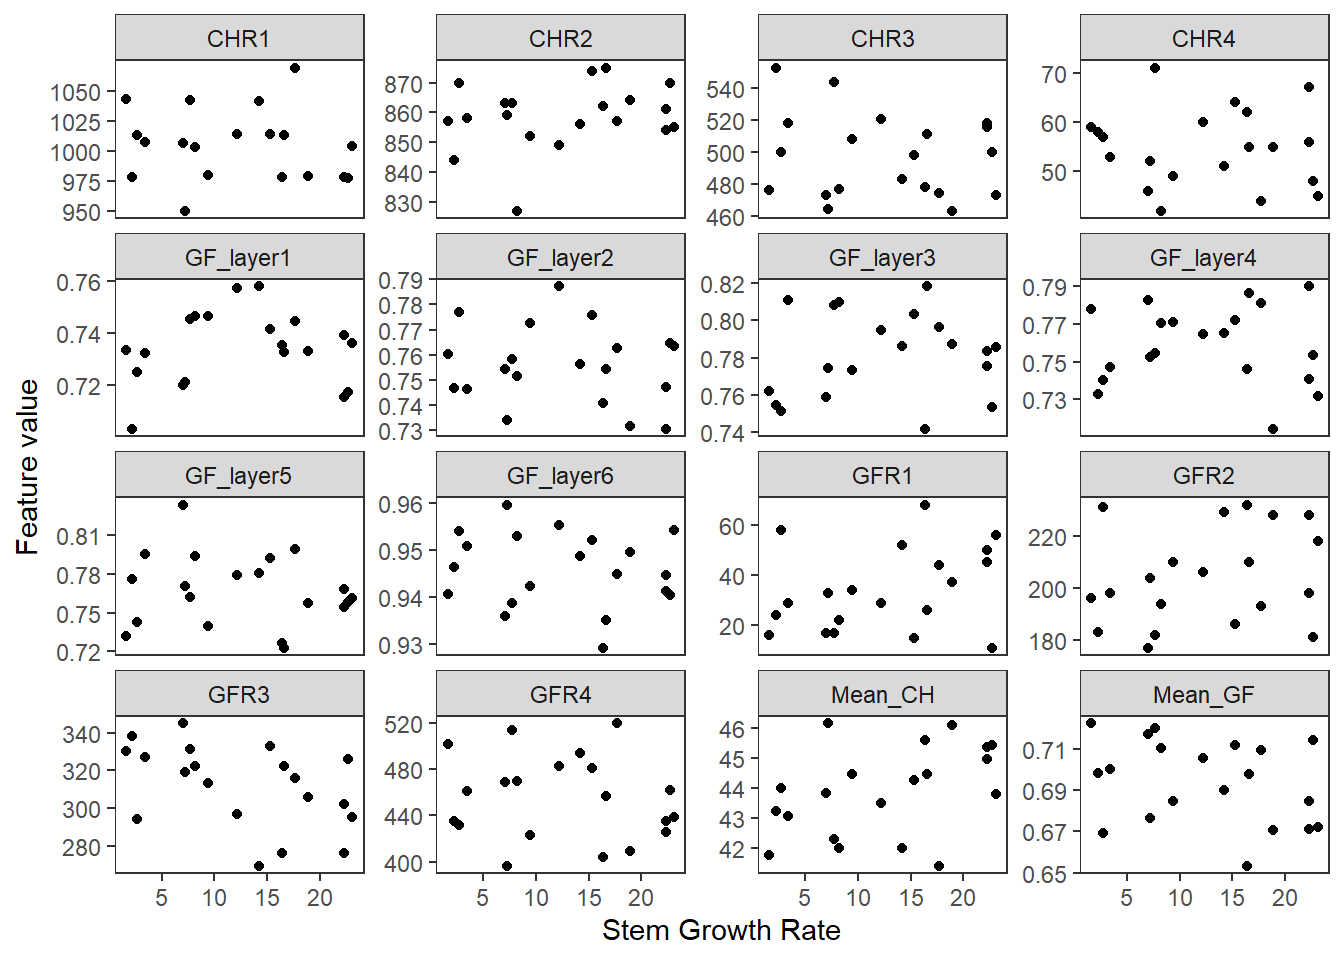 CHR1 CHR2 CHR3 CHR4
1050 870 540 70
1025 860 520 60
1000 850 500 50
975 840 480
950 830 460
GF_layer1 GF_layer2 GF_layer3 GF_layer4
0.76 0.79 0.82 0.79
0.74 0.78 0.80 0.77
0.72 0.77 0.78 0.75
0.76 0.76 0.73
0.75 0.74
0.74
0.73
GF_layer5 GF_layer6 GFR1 GFR2
0.81 0.96 60 220
0.78 0.95 40 200
0.75 0.94 20 180
0.72 0.93
GFR3 GFR4 Mean_CH Mean_GF
340 520 46 0.71
320 480 45 0.69
300 440 44 0.67
280 400 43 0.65
42
5 10 15 20 5 10 15 20 5 10 15 20 5 10 15 20
Stem Growth Rate
Feature value